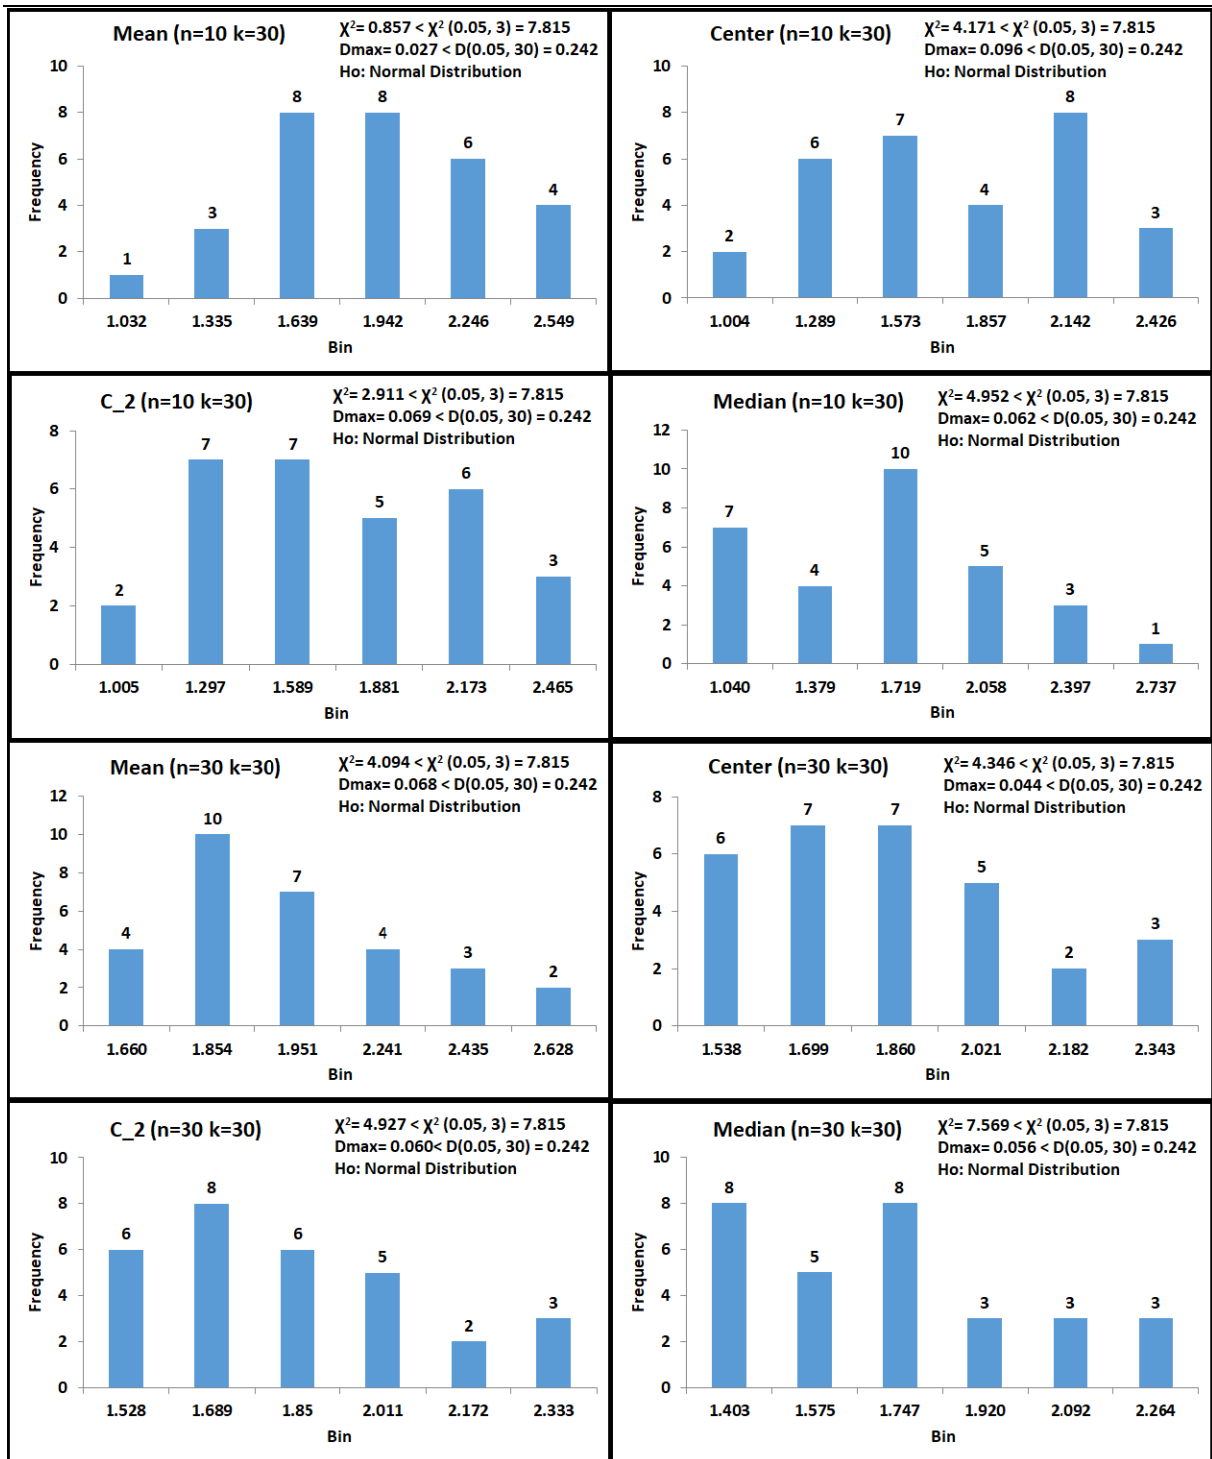 Mean (n=10 k=30)
χ²= 0.857 < χ² (0.05, 3) = 7.815
Dmax= 0.027 < D(0.05, 30) = 0.242
Ho: Normal Distribution
Frequency
10
8
6
4
2
0
1
3
8
8
6
4
1.032 1.335 1.639 1.942 2.246 2.549
Bin
Center (n=10 k=30)
χ²= 4.171 < χ² (0.05, 3) = 7.815
Dmax= 0.096 < D(0.05, 30) = 0.242
Ho: Normal Distribution
Frequency
10
8
6
4
2
0
2
6
7
4
8
3
1.004 1.289 1.573 1.857 2.142 2.426
Bin
C_2 (n=10 k=30)
χ²= 2.911 < χ² (0.05, 3) = 7.815
Dmax= 0.069 < D(0.05, 30) = 0.242
Ho: Normal Distribution
Frequency
8
6
4
2
0
2
7
7
5
6
3
1.005 1.297 1.589 1.881 2.173 2.465
Bin
Median (n=10 k=30)
χ²= 4.952 < χ² (0.05, 3) = 7.815
Dmax= 0.062 < D(0.05, 30) = 0.242
Ho: Normal Distribution
Frequency
12
10
8
6
4
2
0
7
4
10
5
3
1
1.040 1.379 1.719 2.058 2.397 2.737
Bin
Mean (n=30 k=30)
χ²= 4.094 < χ² (0.05, 3) = 7.815
Dmax= 0.068 < D(0.05, 30) = 0.242
Ho: Normal Distribution
Frequency
12
10
8
6
4
2
0
4
10
7
4
3
2
1.660 1.854 1.951 2.241 2.435 2.628
Bin
Center (n=30 k=30)
χ²= 4.346 < χ² (0.05, 3) = 7.815
Dmax= 0.044 < D(0.05, 30) = 0.242
Ho: Normal Distribution
Frequency
8
6
4
2
0
6
7
7
5
2
3
1.538 1.699 1.860 2.021 2.182 2.343
Bin
C_2 (n=30 k=30)
χ²= 4.927 < χ² (0.05, 3) = 7.815
Dmax= 0.060< D(0.05, 30) = 0.242
Ho: Normal Distribution
Frequency
10
8
6
4
2
0
6
8
6
5
2
3
1.528 1.689 1.85 2.011 2.172 2.333
Bin
Median (n=30 k=30)
χ²= 7.569 < χ² (0.05, 3) = 7.815
Dmax= 0.056 < D(0.05, 30) = 0.242
Ho: Normal Distribution
Frequency
10
8
6
4
2
0
8
5
8
3
3
3
1.403 1.575 1.747 1.920 2.092 2.264
Bin